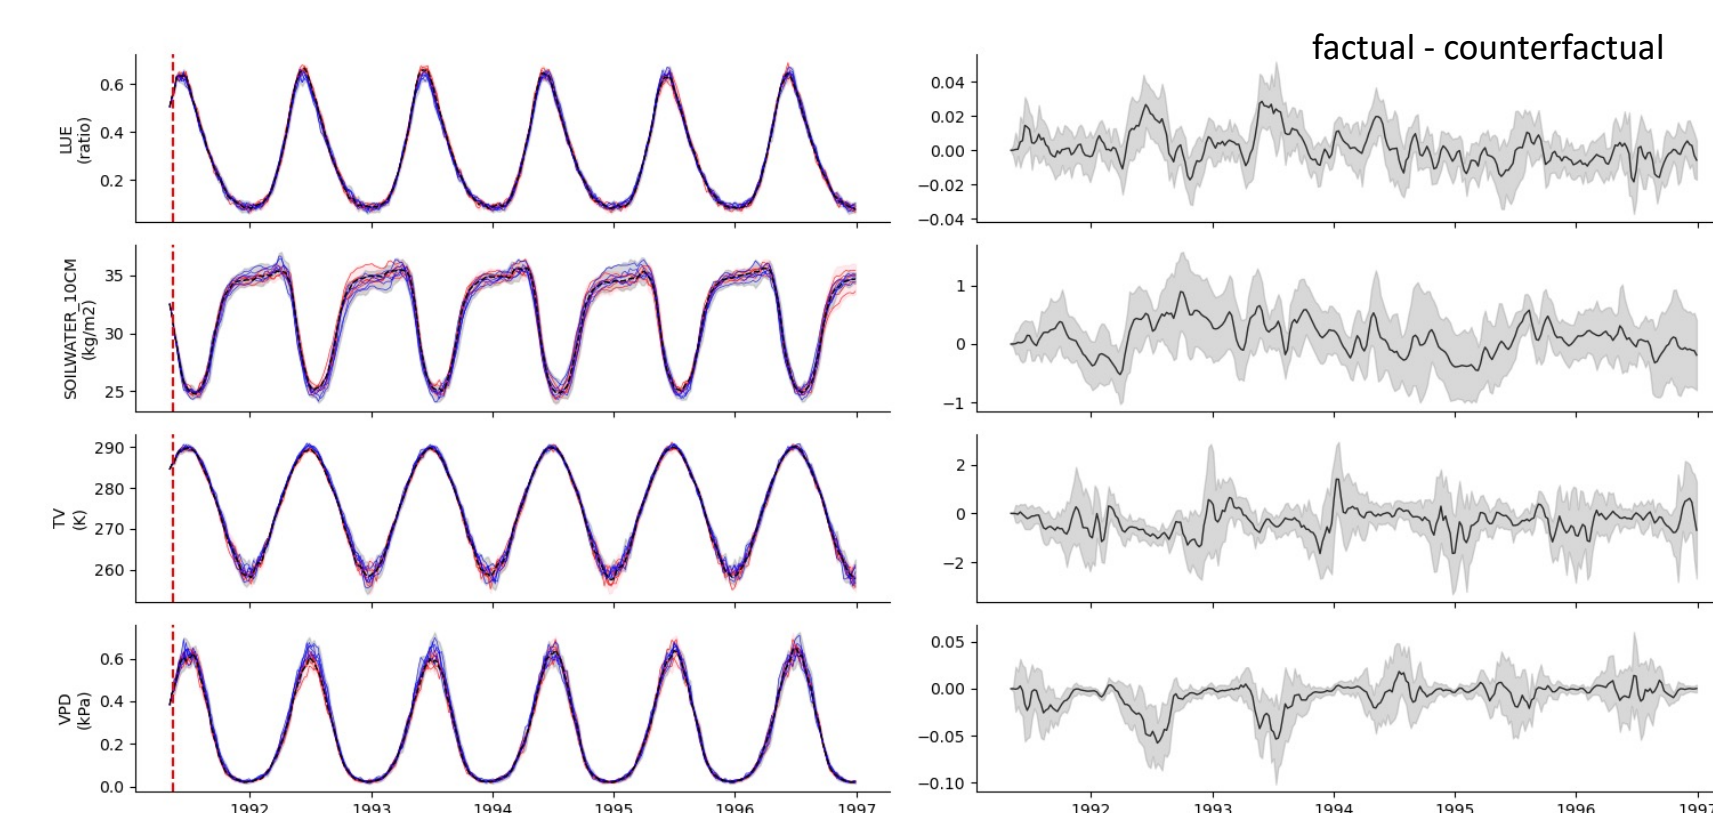 factual - counterfactual
LUE
(ratio)
0.6
0.4
0.2
0.04
0.02
0.00
−0.02
−0.04
SOILWATER_10CM
(kg/m2)
35
30
25
1
0
−1
TV
(K)
290
280
270
260
2
0
−2
VPD
(kPa)
0.6
0.4
0.2
0.0
0.05
0.00
−0.05
−0.10
1992 1993 1994 1995 1996 1997
1992 1993 1994 1995 1996 1997